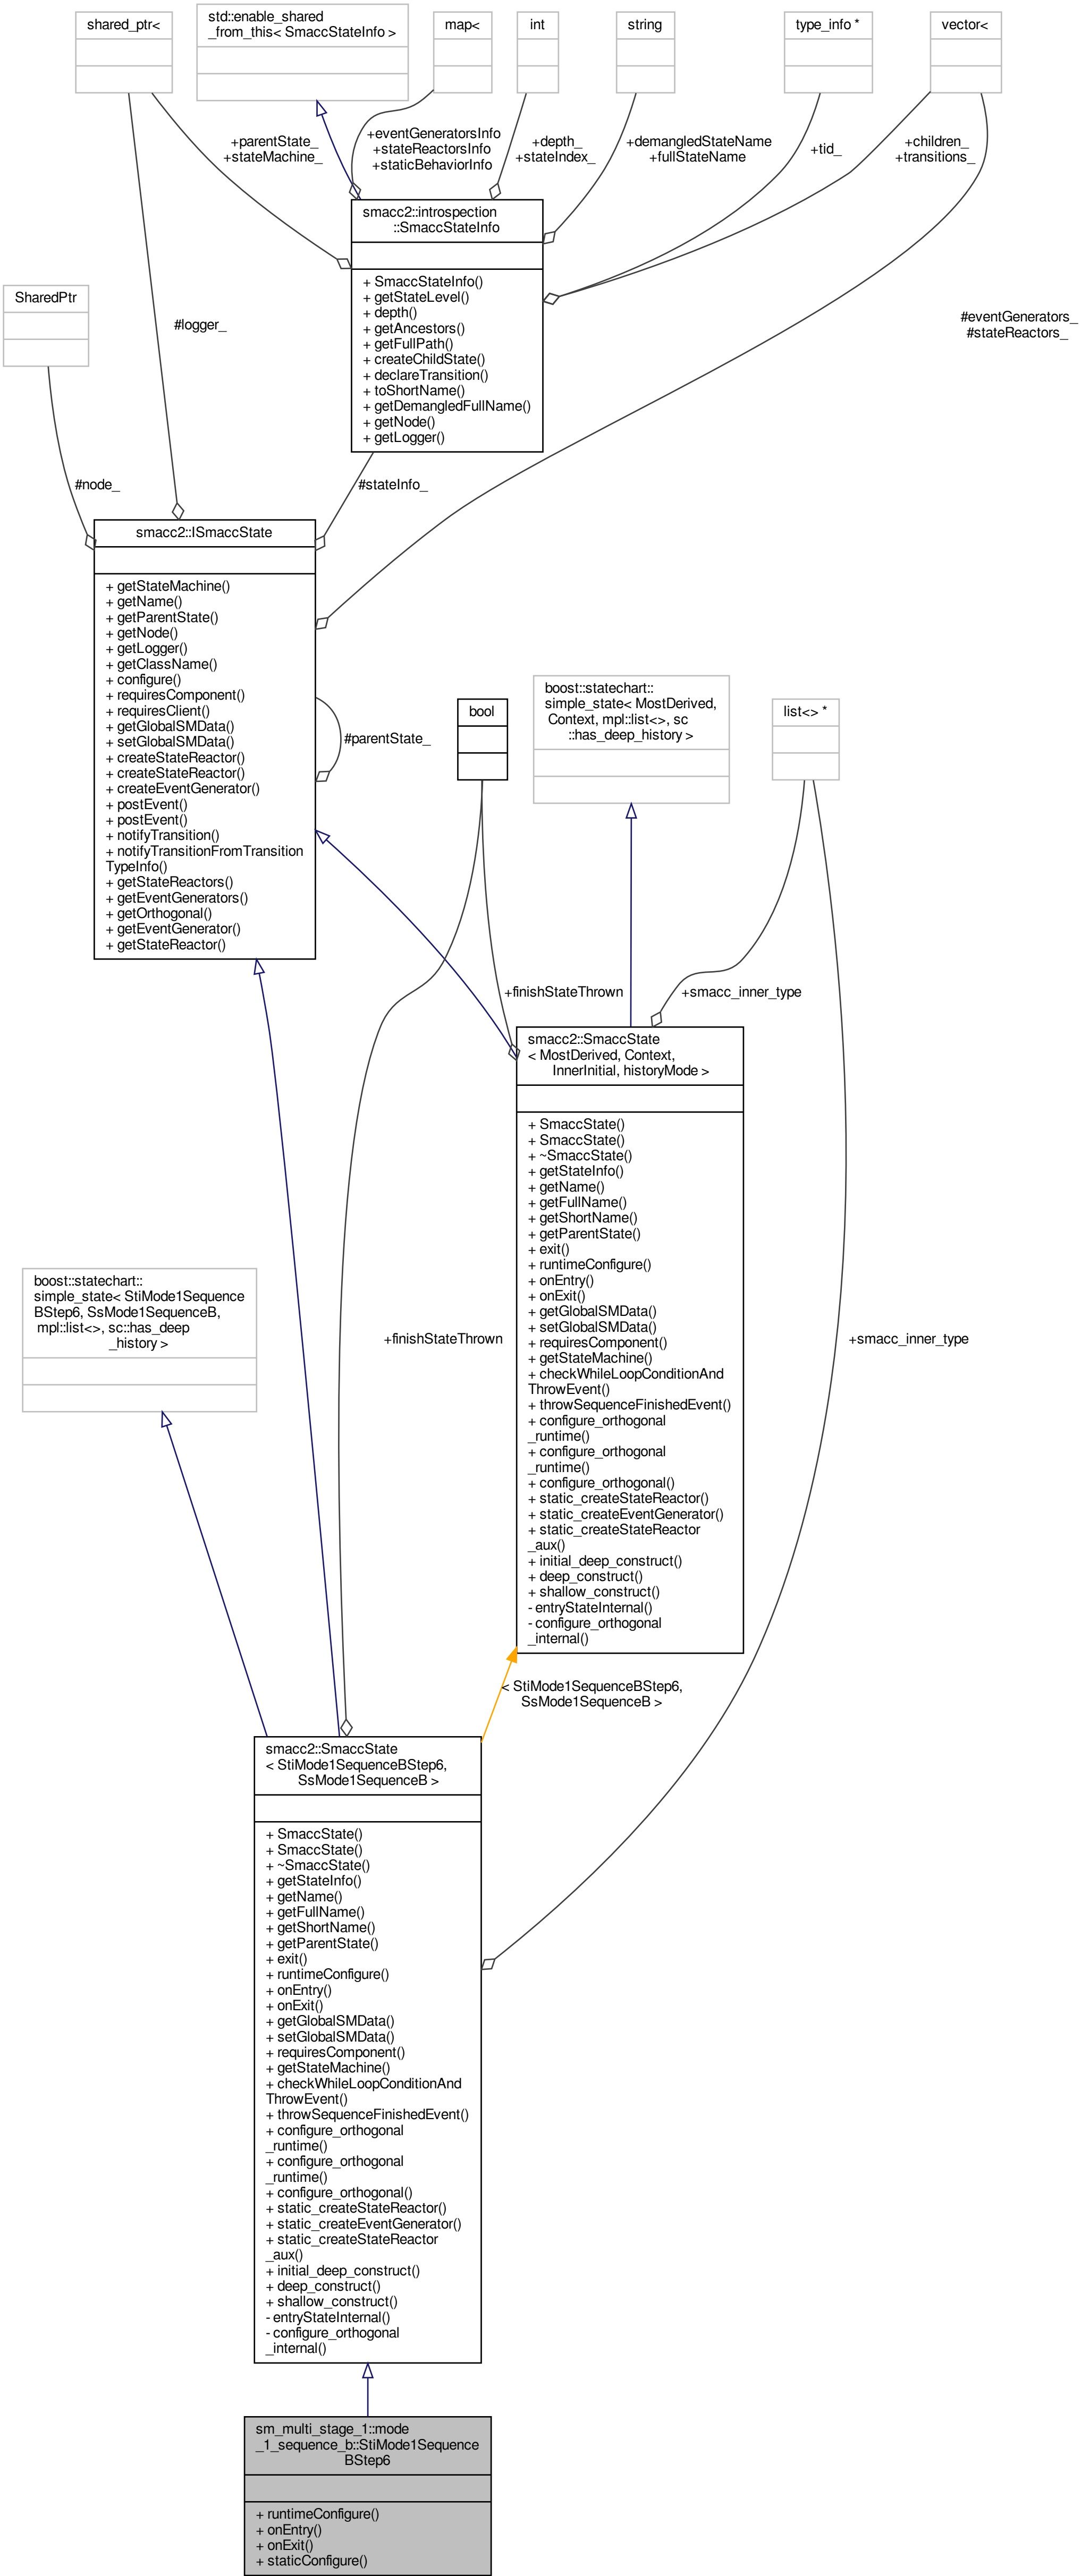 shared_ptr<
std::enable_shared
_from_this< SmaccStateInfo >
map<
int
string
type_info *
vector<
+parentState_
+stateMachine_
+eventGeneratorsInfo
+stateReactorsInfo
+staticBehaviorInfo
+depth_
+stateIndex_
+demangledStateName
+fullStateName
+tid_
+children_
+transitions_
smacc2::introspection
::SmaccStateInfo
+ SmaccStateInfo()
+ getStateLevel()
+ depth()
+ getAncestors()
+ getFullPath()
+ createChildState()
+ declareTransition()
+ toShortName()
+ getDemangledFullName()
+ getNode()
+ getLogger()
SharedPtr
#logger_
#eventGenerators_
#stateReactors_
#node_
#stateInfo_
smacc2::ISmaccState
+ getStateMachine()
+ getName()
+ getParentState()
+ getNode()
+ getLogger()
+ getClassName()
+ configure()
+ requiresComponent()
+ requiresClient()
+ getGlobalSMData()
+ setGlobalSMData()
+ createStateReactor()
+ createStateReactor()
+ createEventGenerator()
+ postEvent()
+ postEvent()
+ notifyTransition()
+ notifyTransitionFromTransition
TypeInfo()
+ getStateReactors()
+ getEventGenerators()
+ getOrthogonal()
+ getEventGenerator()
+ getStateReactor()
#parentState_
bool
boost::statechart::
simple_state< MostDerived,
Context, mpl::list<>, sc
::has_deep_history >
list<> *
+finishStateThrown
+smacc_inner_type
smacc2::SmaccState
< MostDerived, Context,
InnerInitial, historyMode >
+ SmaccState()
+ SmaccState()
+ ~SmaccState()
+ getStateInfo()
+ getName()
+ getFullName()
+ getShortName()
+ getParentState()
+ exit()
+ runtimeConfigure()
+ onEntry()
+ onExit()
+ getGlobalSMData()
+ setGlobalSMData()
+ requiresComponent()
+ getStateMachine()
+ checkWhileLoopConditionAnd
ThrowEvent()
+ throwSequenceFinishedEvent()
+ configure_orthogonal
_runtime()
+ configure_orthogonal
_runtime()
+ configure_orthogonal()
+ static_createStateReactor()
+ static_createEventGenerator()
+ static_createStateReactor
_aux()
+ initial_deep_construct()
+ deep_construct()
+ shallow_construct()
- entryStateInternal()
- configure_orthogonal
_internal()
boost::statechart::
simple_state< StiMode1Sequence
BStep6, SsMode1SequenceB,
mpl::list<>, sc::has_deep
_history >
+finishStateThrown
+smacc_inner_type
< StiMode1SequenceBStep6,
SsMode1SequenceB >
smacc2::SmaccState
< StiMode1SequenceBStep6,
SsMode1SequenceB >
+ SmaccState()
+ SmaccState()
+ ~SmaccState()
+ getStateInfo()
+ getName()
+ getFullName()
+ getShortName()
+ getParentState()
+ exit()
+ runtimeConfigure()
+ onEntry()
+ onExit()
+ getGlobalSMData()
+ setGlobalSMData()
+ requiresComponent()
+ getStateMachine()
+ checkWhileLoopConditionAnd
ThrowEvent()
+ throwSequenceFinishedEvent()
+ configure_orthogonal
_runtime()
+ configure_orthogonal
_runtime()
+ configure_orthogonal()
+ static_createStateReactor()
+ static_createEventGenerator()
+ static_createStateReactor
_aux()
+ initial_deep_construct()
+ deep_construct()
+ shallow_construct()
- entryStateInternal()
- configure_orthogonal
_internal()
sm_multi_stage_1::mode
_1_sequence_b::StiMode1Sequence
BStep6
+ runtimeConfigure()
+ onEntry()
+ onExit()
+ staticConfigure()